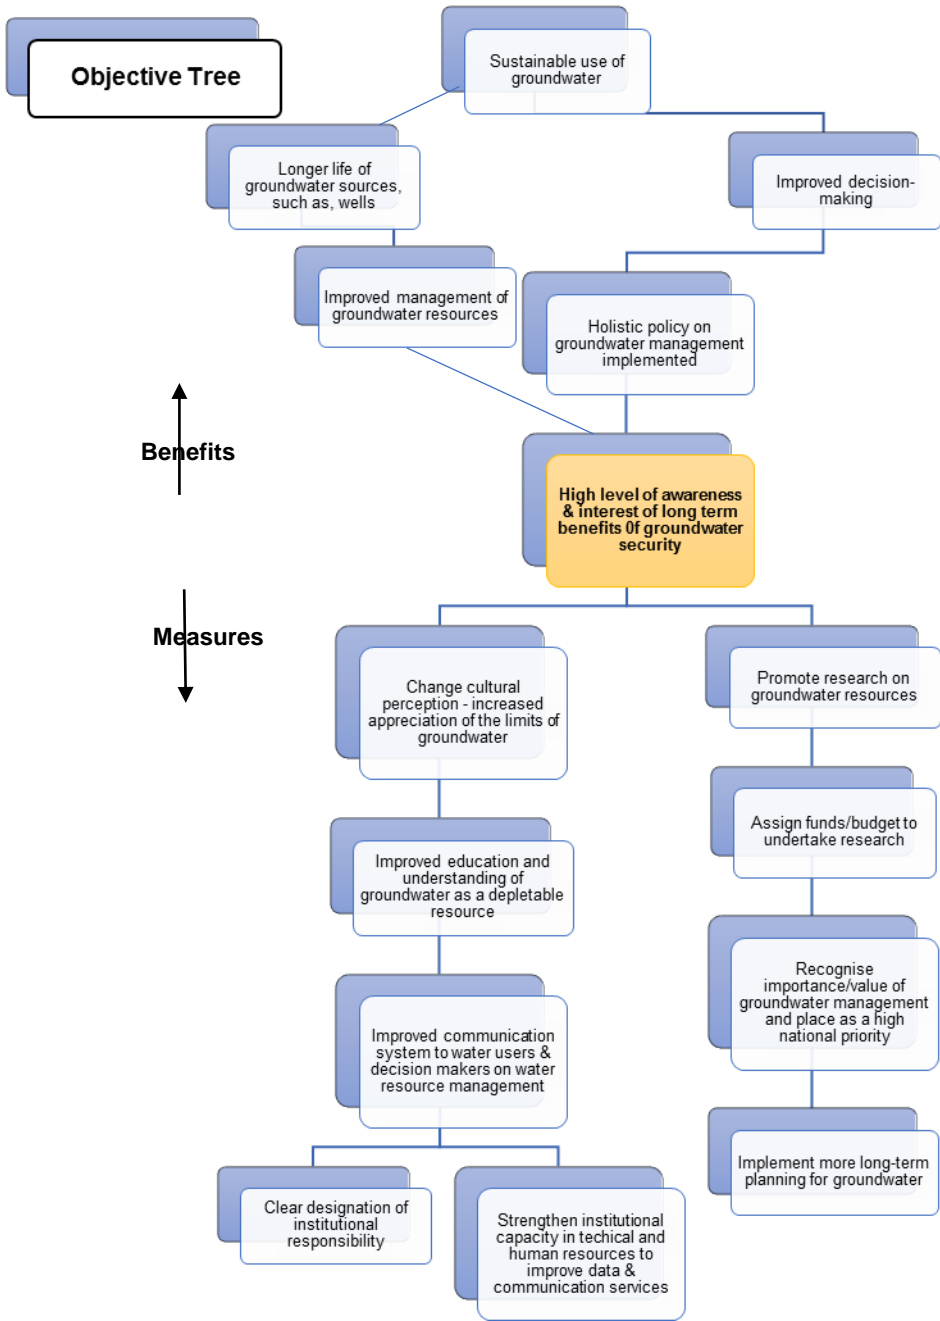 Objective Tree
Sustainable use of
groundwater
Longer life of
groundwater sources,
such as, wells
Improved decision-
making
Improved management of
groundwater resources
Holistic policy on
groundwater management
implemented
Benefits
High level of awareness
& interest of long term
benefits 0f groundwater
security
Measures
Change cultural
perception - increased
appreciation of the limits of
groundwater
Promote research on
groundwater resources
Improved education and
understanding of
groundwater as a depletable
resource
Assign funds/budget to
undertake research
Improved communication
system to water users &
decision makers on water
resource management
Recognise
importance/value of
groundwater management
and place as a high
national priority
Clear designation of
institutional
responsibility
Strengthen institutional
capacity in techical and
human resources to
improve data &
communication services
Implement more long-term
planning for groundwater